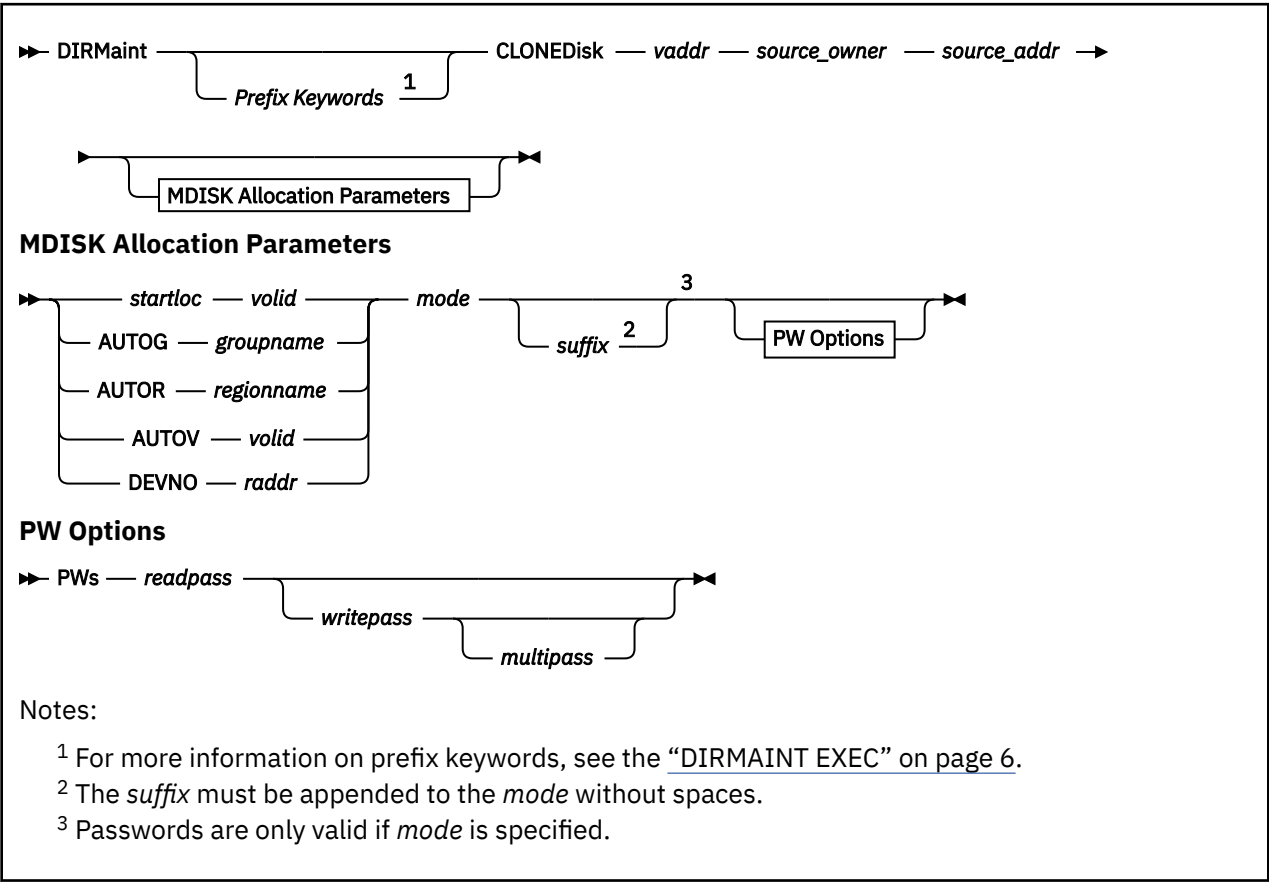 DIRMaint CLONEDisk vaddr source_owner source_addr
Prefix Keywords 1
MDISK Allocation Parameters
MDISK Allocation Parameters
startloc volid mode 3
suffix 2 PW Options
AUTOG groupname
AUTOR regionname
AUTOV volid
DEVNO raddr
PW Options
PWs readpass
writepass
multipass
Notes:
1 For more information on prefix keywords, see the “DIRMAINT EXEC” on page 6.
2 The suffix must be appended to the mode without spaces.
3 Passwords are only valid if mode is specified.